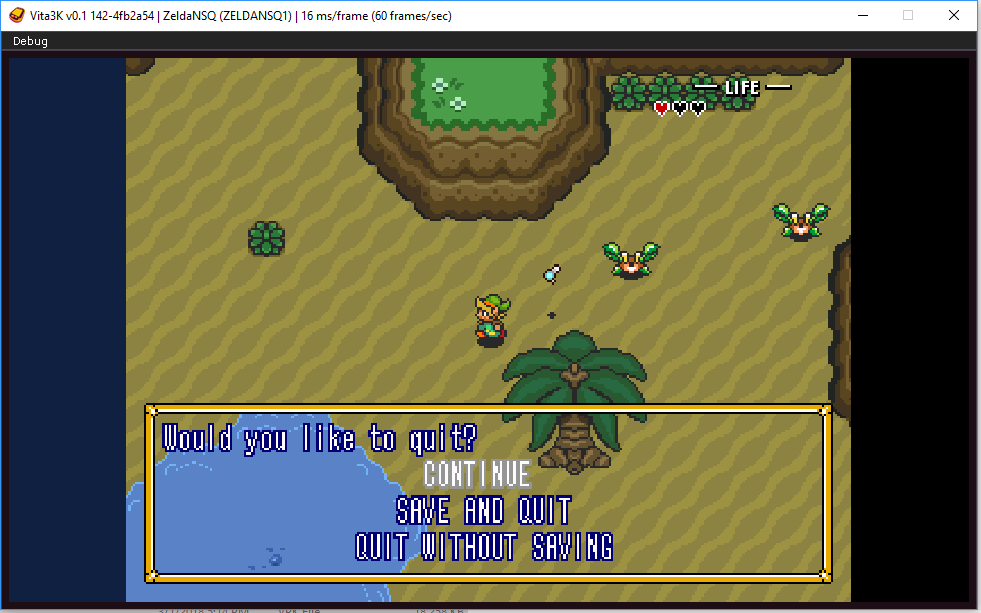 Vita3K v0.1 142-4fb2a54 | ZeldaNSQ (ZELDANSQ1) | 16 ms/frame (60 frames/sec)
Debug
LIFE
Would you like to quit?
CONTINUE
SAVE AND QUIT
QUIT WITHOUT SAVING